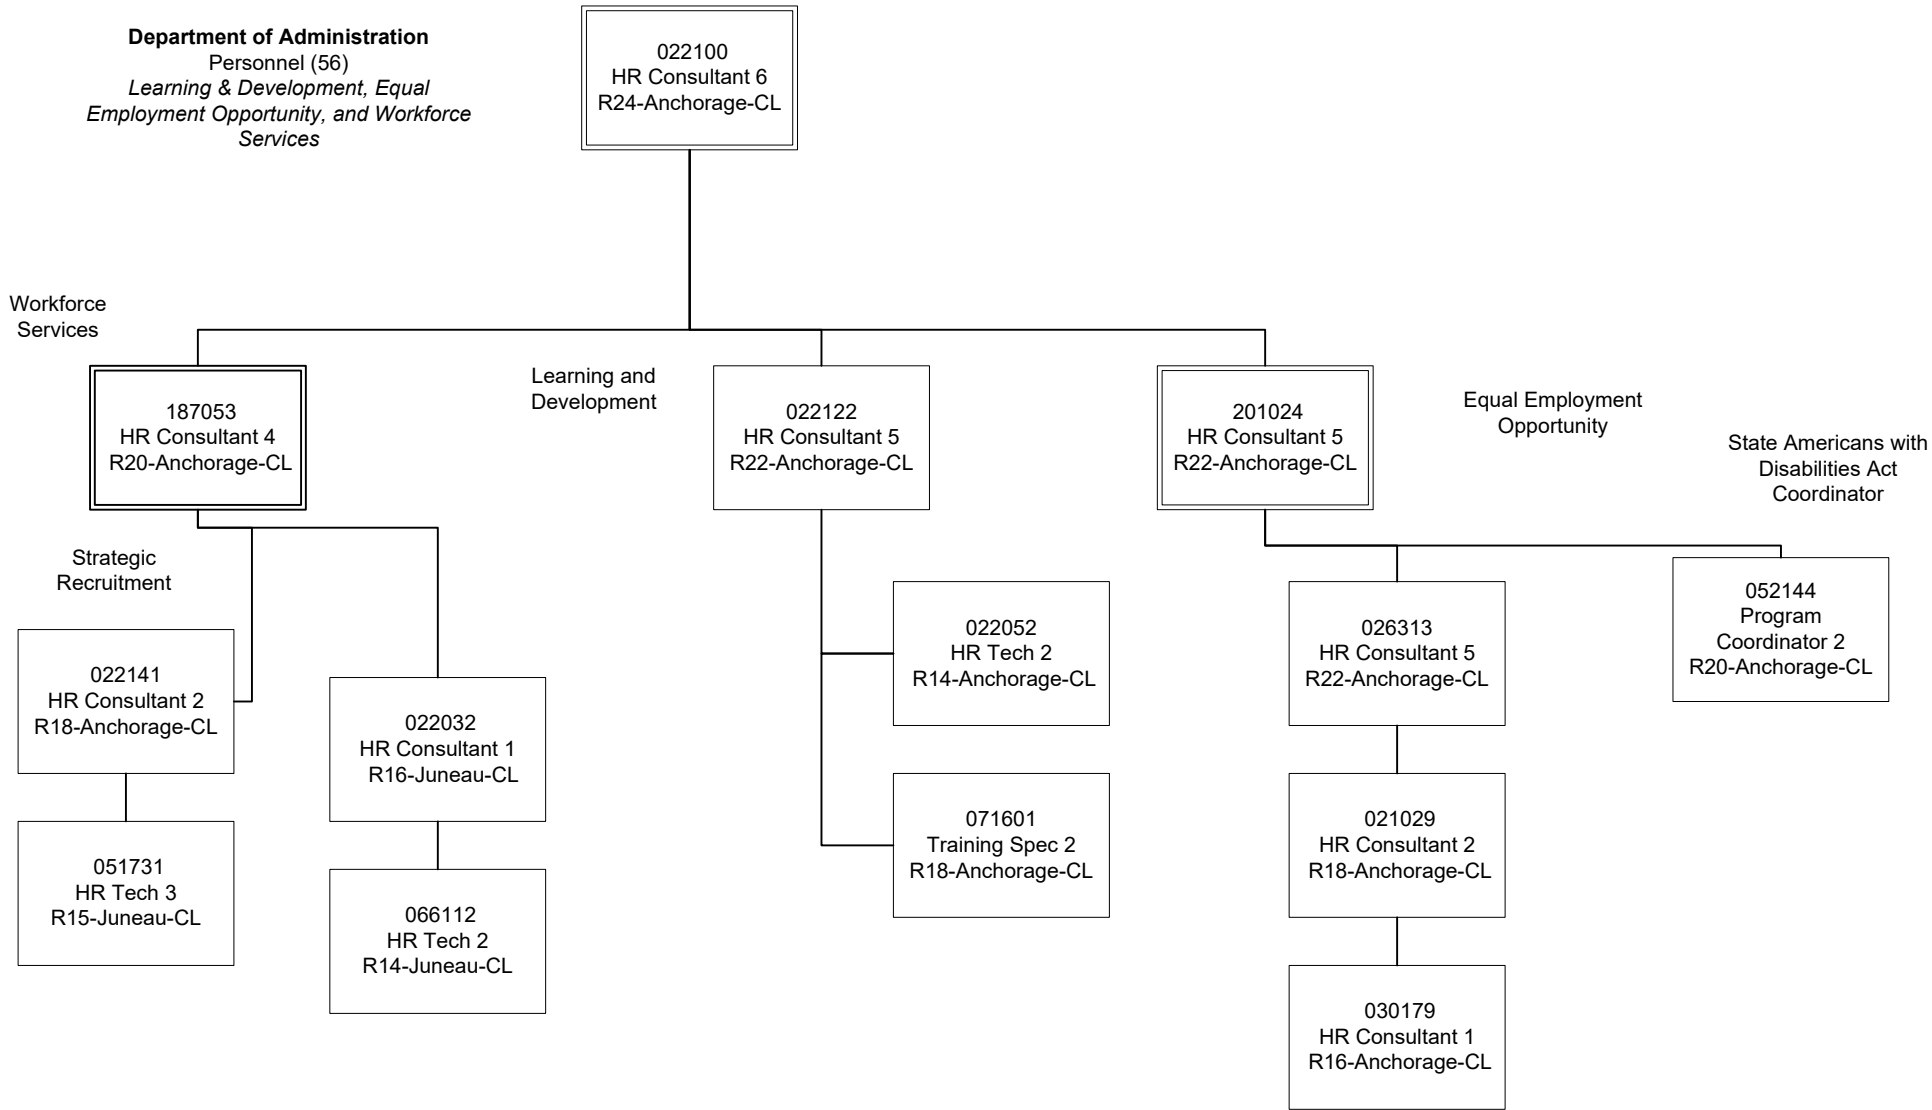 Department of Administration
Personnel (56)
Learning & Development, Equal
Employment Opportunity, and Workforce
Services
022100
HR Consultant 6
R24-Anchorage-CL
Workforce
Services
187053
HR Consultant 4
R20-Anchorage-CL
Learning and
Development
022122
HR Consultant 5
R22-Anchorage-CL
201024
HR Consultant 5
R22-Anchorage-CL
Equal Employment
Opportunity
State Americans with
Disabilities Act
Coordinator
Strategic
Recruitment
022141
HR Consultant 2
R18-Anchorage-CL
051731
HR Tech 3
R15-Juneau-CL
022032
HR Consultant 1
R16-Juneau-CL
066112
HR Tech 2
R14-Juneau-CL
022052
HR Tech 2
R14-Anchorage-CL
071601
Training Spec 2
R18-Anchorage-CL
026313
HR Consultant 5
R22-Anchorage-CL
021029
HR Consultant 2
R18-Anchorage-CL
030179
HR Consultant 1
R16-Anchorage-CL
052144
Program
Coordinator 2
R20-Anchorage-CL